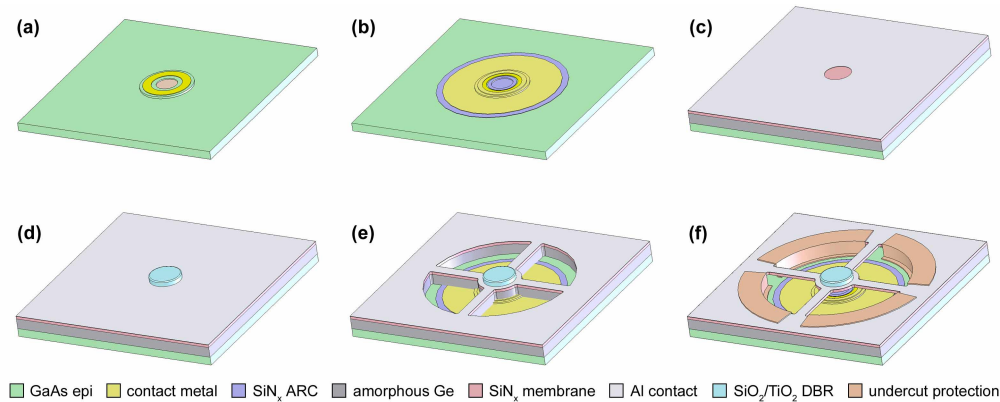 (a) (b) (c)
(d) (e) (f)
GaAs epi contact metal SiNₓ ARC amorphous Ge SiNₓ membrane Al contact SiO₂/TiO₂ DBR undercut protection